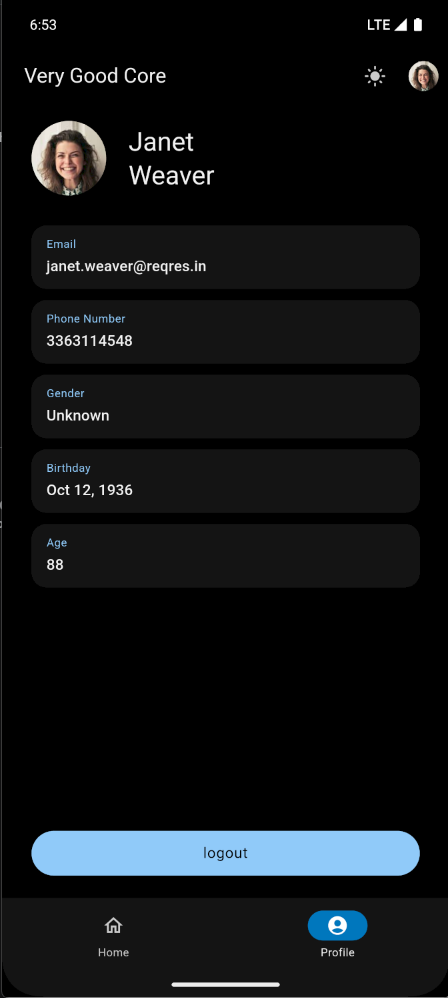 6:53
LTE
Very Good Core
Janet
Weaver
Email
janet.weaver@reqres.in
Phone Number
3363114548
Gender
Unknown
Birthday
Oct 12, 1936
Age
88
logout
Home
Profile